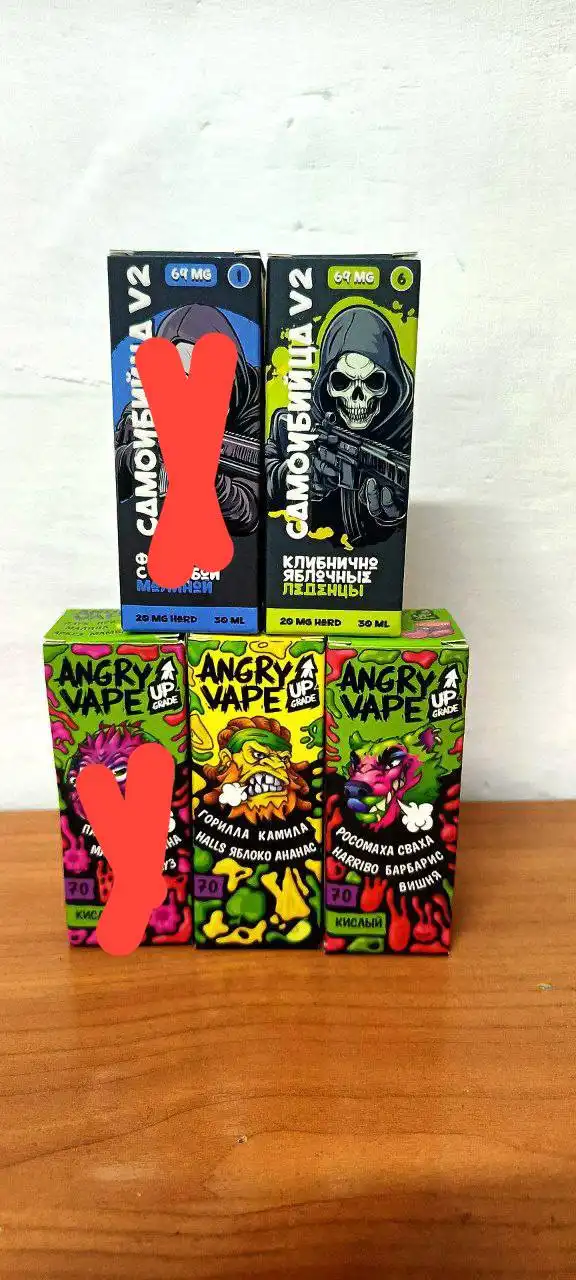 69 MG 1
САМОУБИЙЦА V2
МАЛИНОЙ
20 MG HARD 30 ML
69 MG 6
САМОУБИЙЦА V2
КЛУБНИЧНО
ЯБЛОЧНЫЕ
ЛЕДЕНЦЫ
20 MG HARD 30 ML
ANGRY
VAPE UP
GRADE
70
ANGRY
VAPE UP
GRADE
ГОРИЛЛА КАМИЛА
HALLS ЯБЛОКО АНАНАС
70
ANGRY
VAPE UP
GRADE
РОСОМАХА СВАХА
HARRIBO БАРБАРИС
ВИШНЯ
70
КИСЛЫЙ